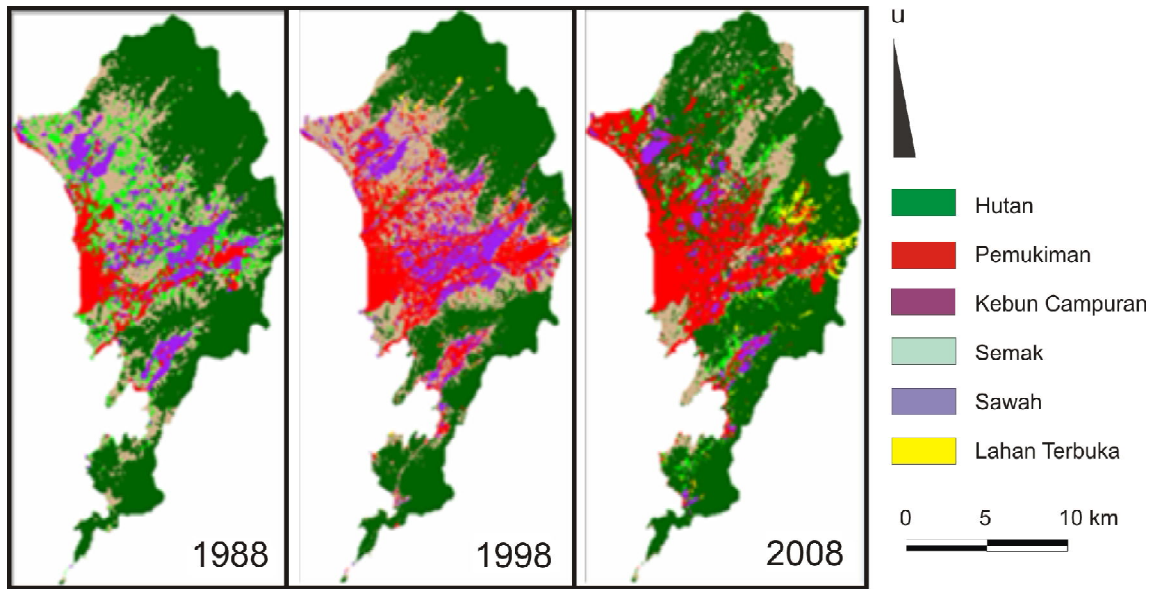 1988
1998
2008
u
Hutan
Pemukiman
Kebun Campuran
Semak
Sawah
Lahan Terbuka
0 5 10 km